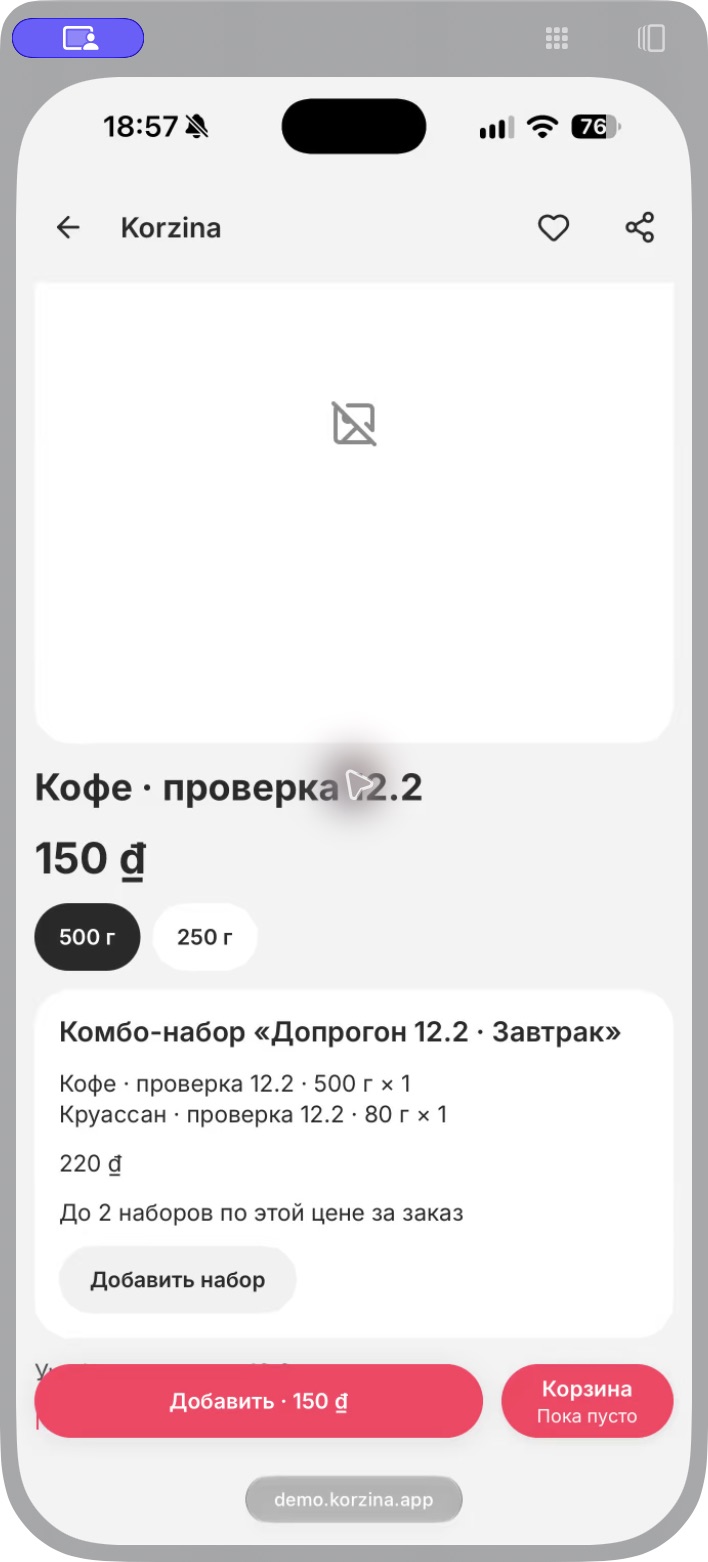 18:57
76
Korzina
Кофе · проверка 12.2
150 ₫
500 г
250 г
Комбо-набор «Допрогон 12.2 · Завтрак»
Кофе · проверка 12.2 · 500 г × 1
Круассан · проверка 12.2 · 80 г × 1
220 ₫
До 2 наборов по этой цене за заказ
Добавить набор
Добавить · 150 ₫
Корзина
Пока пусто
demo.korzina.app